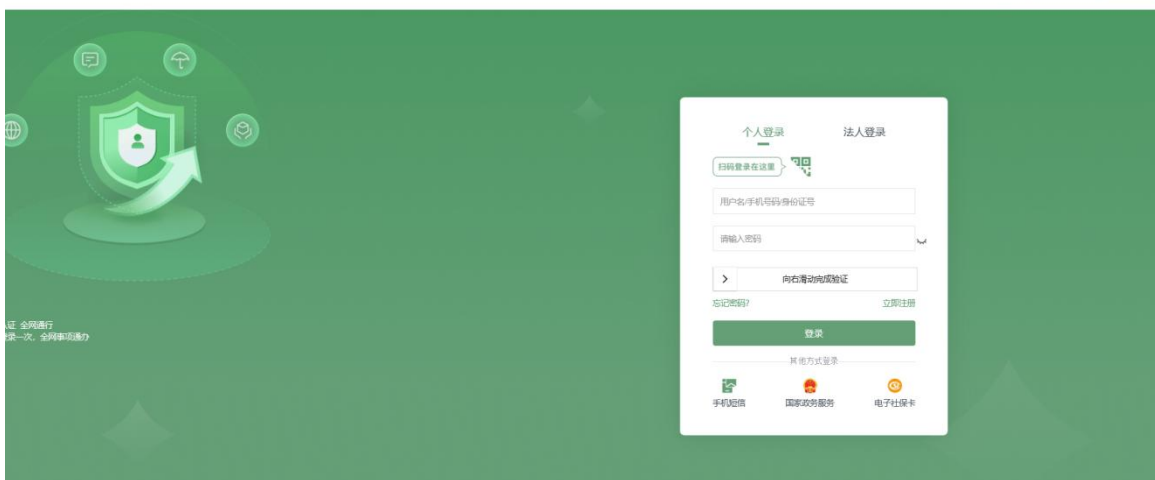 个人登录 法人登录
扫码登录在这里
用户名/手机号码/身份证号
请输入密码
向右滑动完成验证
忘记密码? 立即注册
登录
其他方式登录
手机短信 国家政务服务 电子社保卡
证 全网通行
录一次，全网事项通办